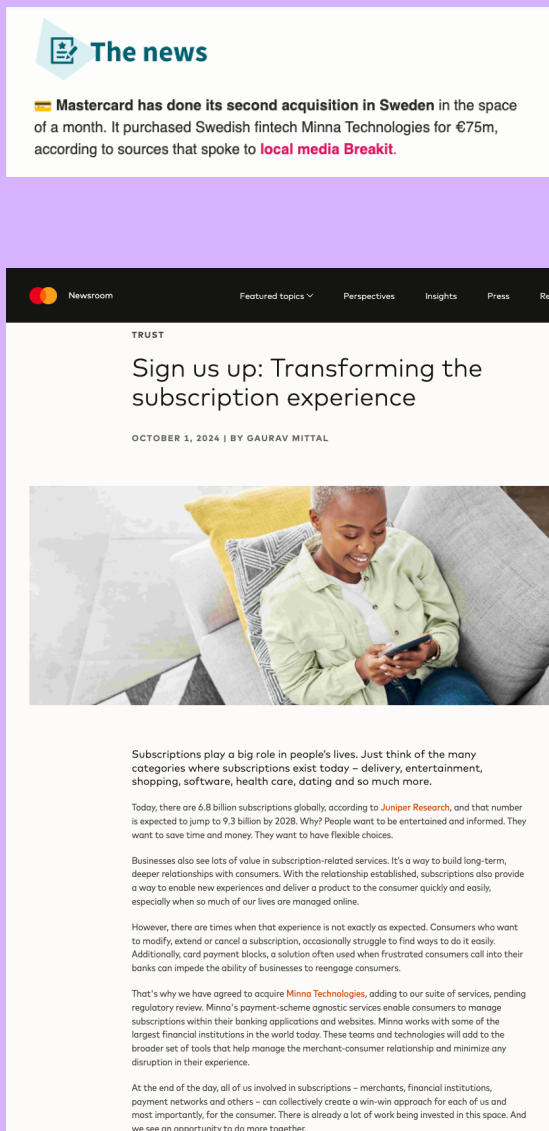 The news
💳 Mastercard has done its second acquisition in Sweden in the space
of a month. It purchased Swedish fintech Minna Technologies for €75m,
according to sources that spoke to local media Breakit.
Newsroom
Featured topics
Perspectives
Insights
Press
Re
TRUST
Sign us up: Transforming the
subscription experience
OCTOBER 1, 2024 | BY GAURAV MITTAL
Subscriptions play a big role in people's lives. Just think of the many
categories where subscriptions exist today – delivery, entertainment,
shopping, software, health care, dating and so much more.
Today, there are 6.8 billion subscriptions globally, according to Juniper Research, and that number
is expected to jump to 9.3 billion by 2028. Why? People want to be entertained and informed. They
want to save time and money. They want to have flexible choices.
Businesses also see lots of value in subscription-related services. It's a way to build long-term,
deeper relationships with consumers. With the relationship established, subscriptions also provide
a way to enable new experiences and deliver a product to the consumer quickly and easily,
especially when so much of our lives are managed online.
However, there are times when that experience is not exactly as expected. Consumers who want
to modify, extend or cancel a subscription, occasionally struggle to find ways to do it easily.
Additionally, card payment blocks, a solution often used when frustrated consumers call into their
banks can impede the ability of businesses to reengage consumers.
That's why we have agreed to acquire Minna Technologies, adding to our suite of services, pending
regulatory review. Minna's payment-scheme agnostic services enable consumers to manage
subscriptions within their banking applications and websites. Minna works with some of the
largest financial institutions in the world today. These teams and technologies will add to the
broader set of tools that help manage the merchant-consumer relationship and minimize any
disruption in their experience.
At the end of the day, all of us involved in subscriptions – merchants, financial institutions,
payment networks and others – can collectively create a win-win approach for each of us and
most importantly, for the consumer. There is already a lot of work being invested in this space. And
we see an opportunity to do more together.